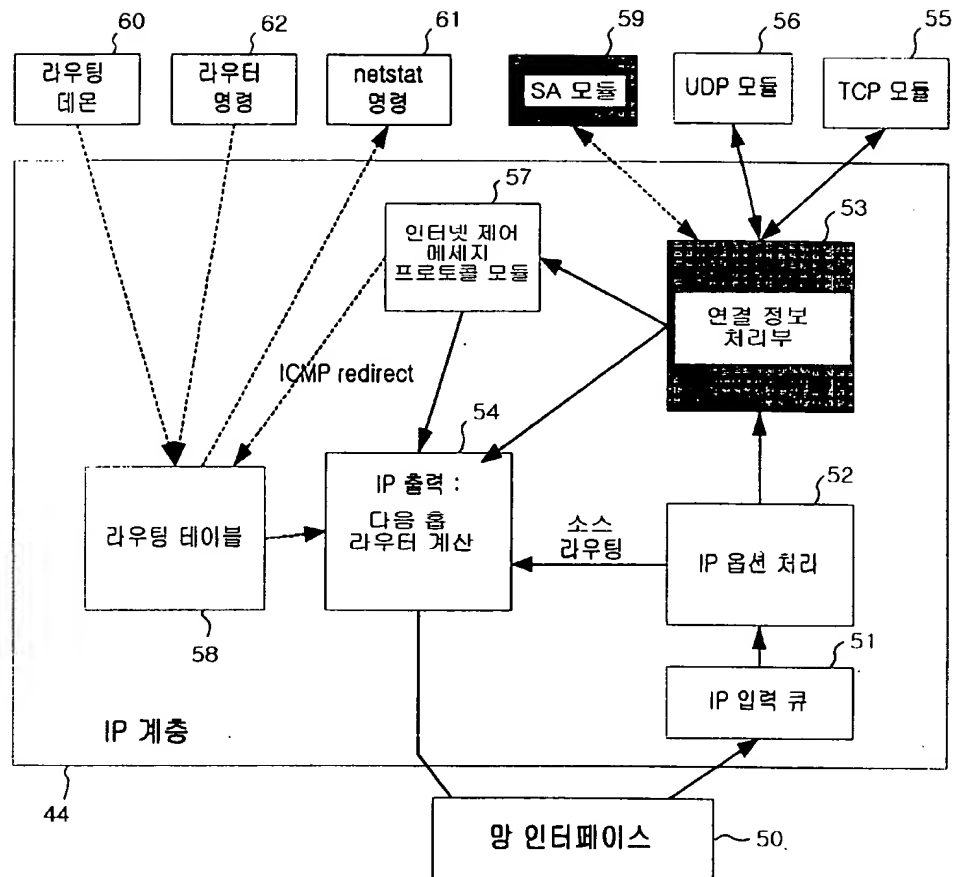 60
62
61
59
56
55
라우팅
데몬
라우터
명령
netstat
명령
SA 모듈
UDP 모듈
TCP 모듈
57
인터넷 제어
메세지
프로토콜 모듈
53
연결 정보
처리부
ICMP redirect
54
IP 출력 :
다음 홉
라우터 계산
라우팅 테이블
58
소스
라우팅
52
IP 옵션 처리
51
IP 입력 큐
IP 계층
44
망 인터페이스
50